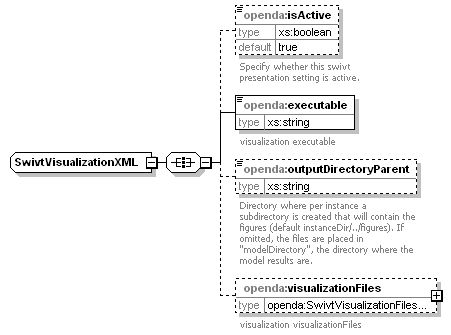 openda:isActive
type xs:boolean
default true
Specify whether this swivt
presentation setting is active.
openda:executable
type xs:string
visualization executable
SwivtVisualizationXML
openda:outputDirectoryParent
type xs:string
Directory where per instance a
subdirectory is created that will contain the
figures (default instanceDir/../figures). If
omitted, the files are placed in
"modelDirectory", the directory where the
model results are.
openda:visualizationFiles
type openda:SwivtVisualizationFiles...
visualization visualizationFiles